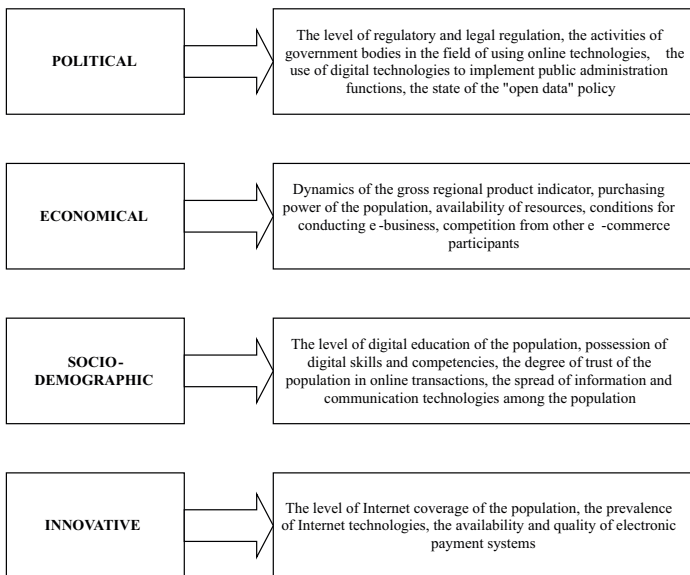 POLITICAL
The level of regulatory and legal regulation, the activities of
government bodies in the field of using online technologies, the
use of digital technologies to implement public administration
functions, the state of the "open data" policy
ECONOMICAL
Dynamics of the gross regional product indicator, purchasing
power of the population, availability of resources, conditions for
conducting e-business, competition from other e -commerce
participants
SOCIO-
DEMOGRAPHIC
The level of digital education of the population, possession of
digital skills and competencies, the degree of trust of the
population in online transactions, the spread of information and
communication technologies among the population
INNOVATIVE
The level of Internet coverage of the population, the prevalence
of Internet technologies, the availability and quality of electronic
payment systems